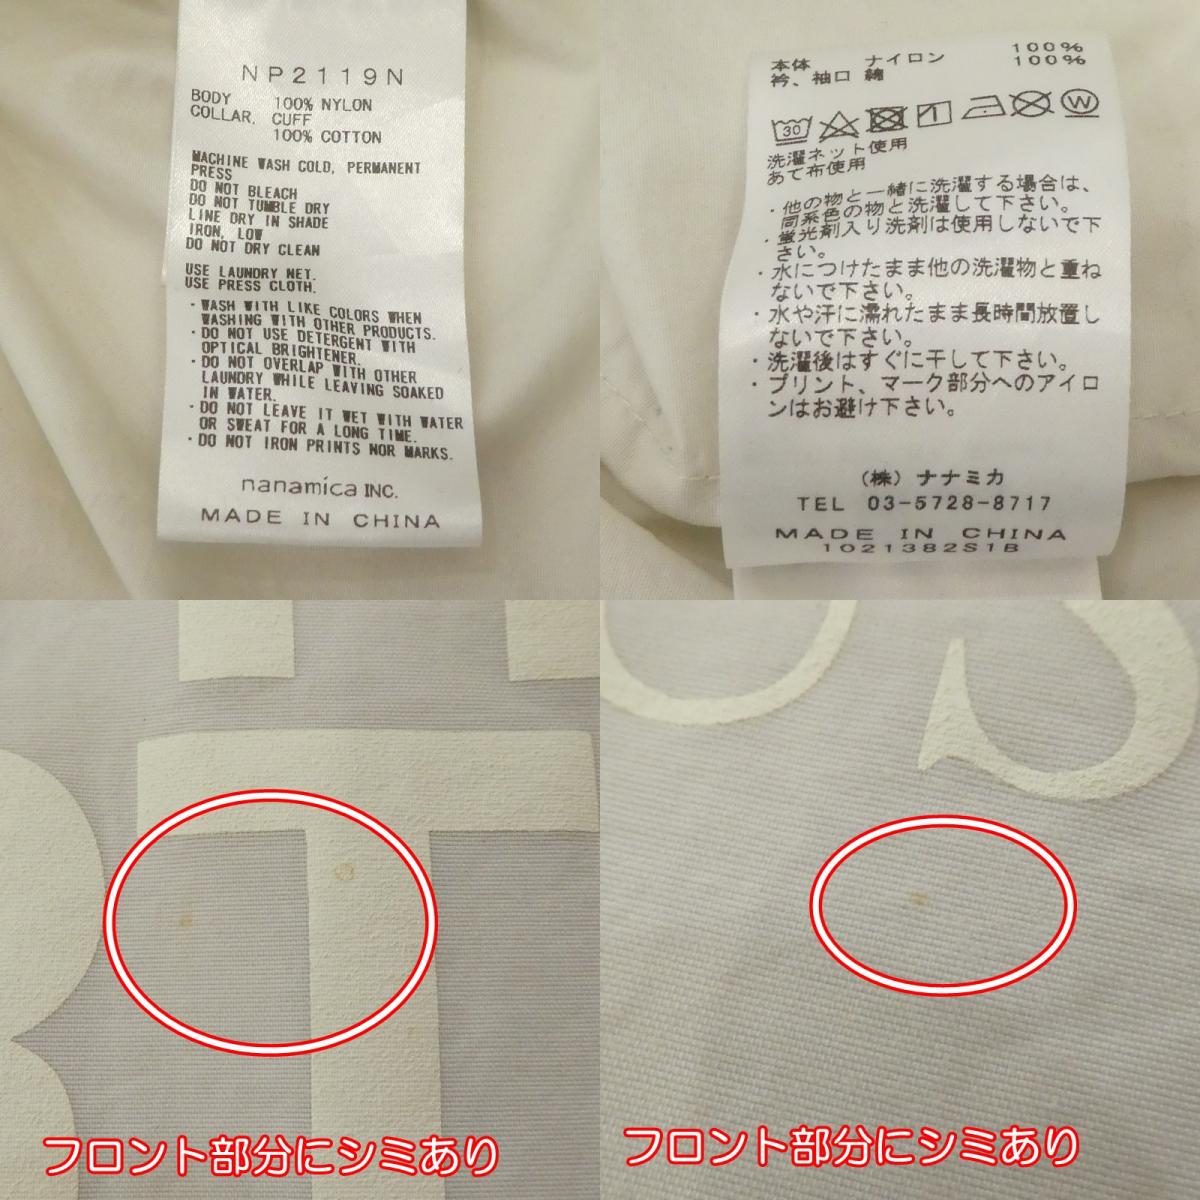 NP2119N
BODY 100% NYLON
COLLAR, CUFF
100% COTTON
MACHINE WASH COLD, PERMANENT
PRESS
DO NOT BLEACH
DO NOT TUMBLE DRY
LINE DRY IN SHADE
IRON, LOW
DO NOT DRY CLEAN
USE LAUNDRY NET.
USE PRESS CLOTH.
・WASH WITH LIKE COLORS WHEN
WASHING WITH OTHER PRODUCTS.
・DO NOT USE DETERGENT WITH
OPTICAL BRIGHTENER.
・DO NOT OVERLAP WITH OTHER
LAUNDRY WHILE LEAVING SOAKED
IN WATER.
・DO NOT LEAVE IT WET WITH WATER
OR SWEAT FOR A LONG TIME.
・DO NOT IRON PRINTS NOR MARKS.
nanamica INC.
MADE IN CHINA
本体 ナイロン 100%
衿、袖口 綿 100%
30 1 W
洗濯ネット使用
あて布使用
・他の物と一緒に洗濯する場合は、
同系色の物と洗濯して下さい。
・蛍光剤入り洗剤は使用しないで下
さい。
・水につけたまま他の洗濯物と重ね
ないで下さい。
・水や汗に濡れたまま長時間放置し
ないで下さい。
・洗濯後はすぐに干して下さい。
・プリント、マーク部分へのアイロ
ンはお避け下さい。
(株) ナナミカ
TEL 03-5728-8717
MADE IN CHINA
1021382S1B
T
フロント部分にシミあり
S
フロント部分にシミあり